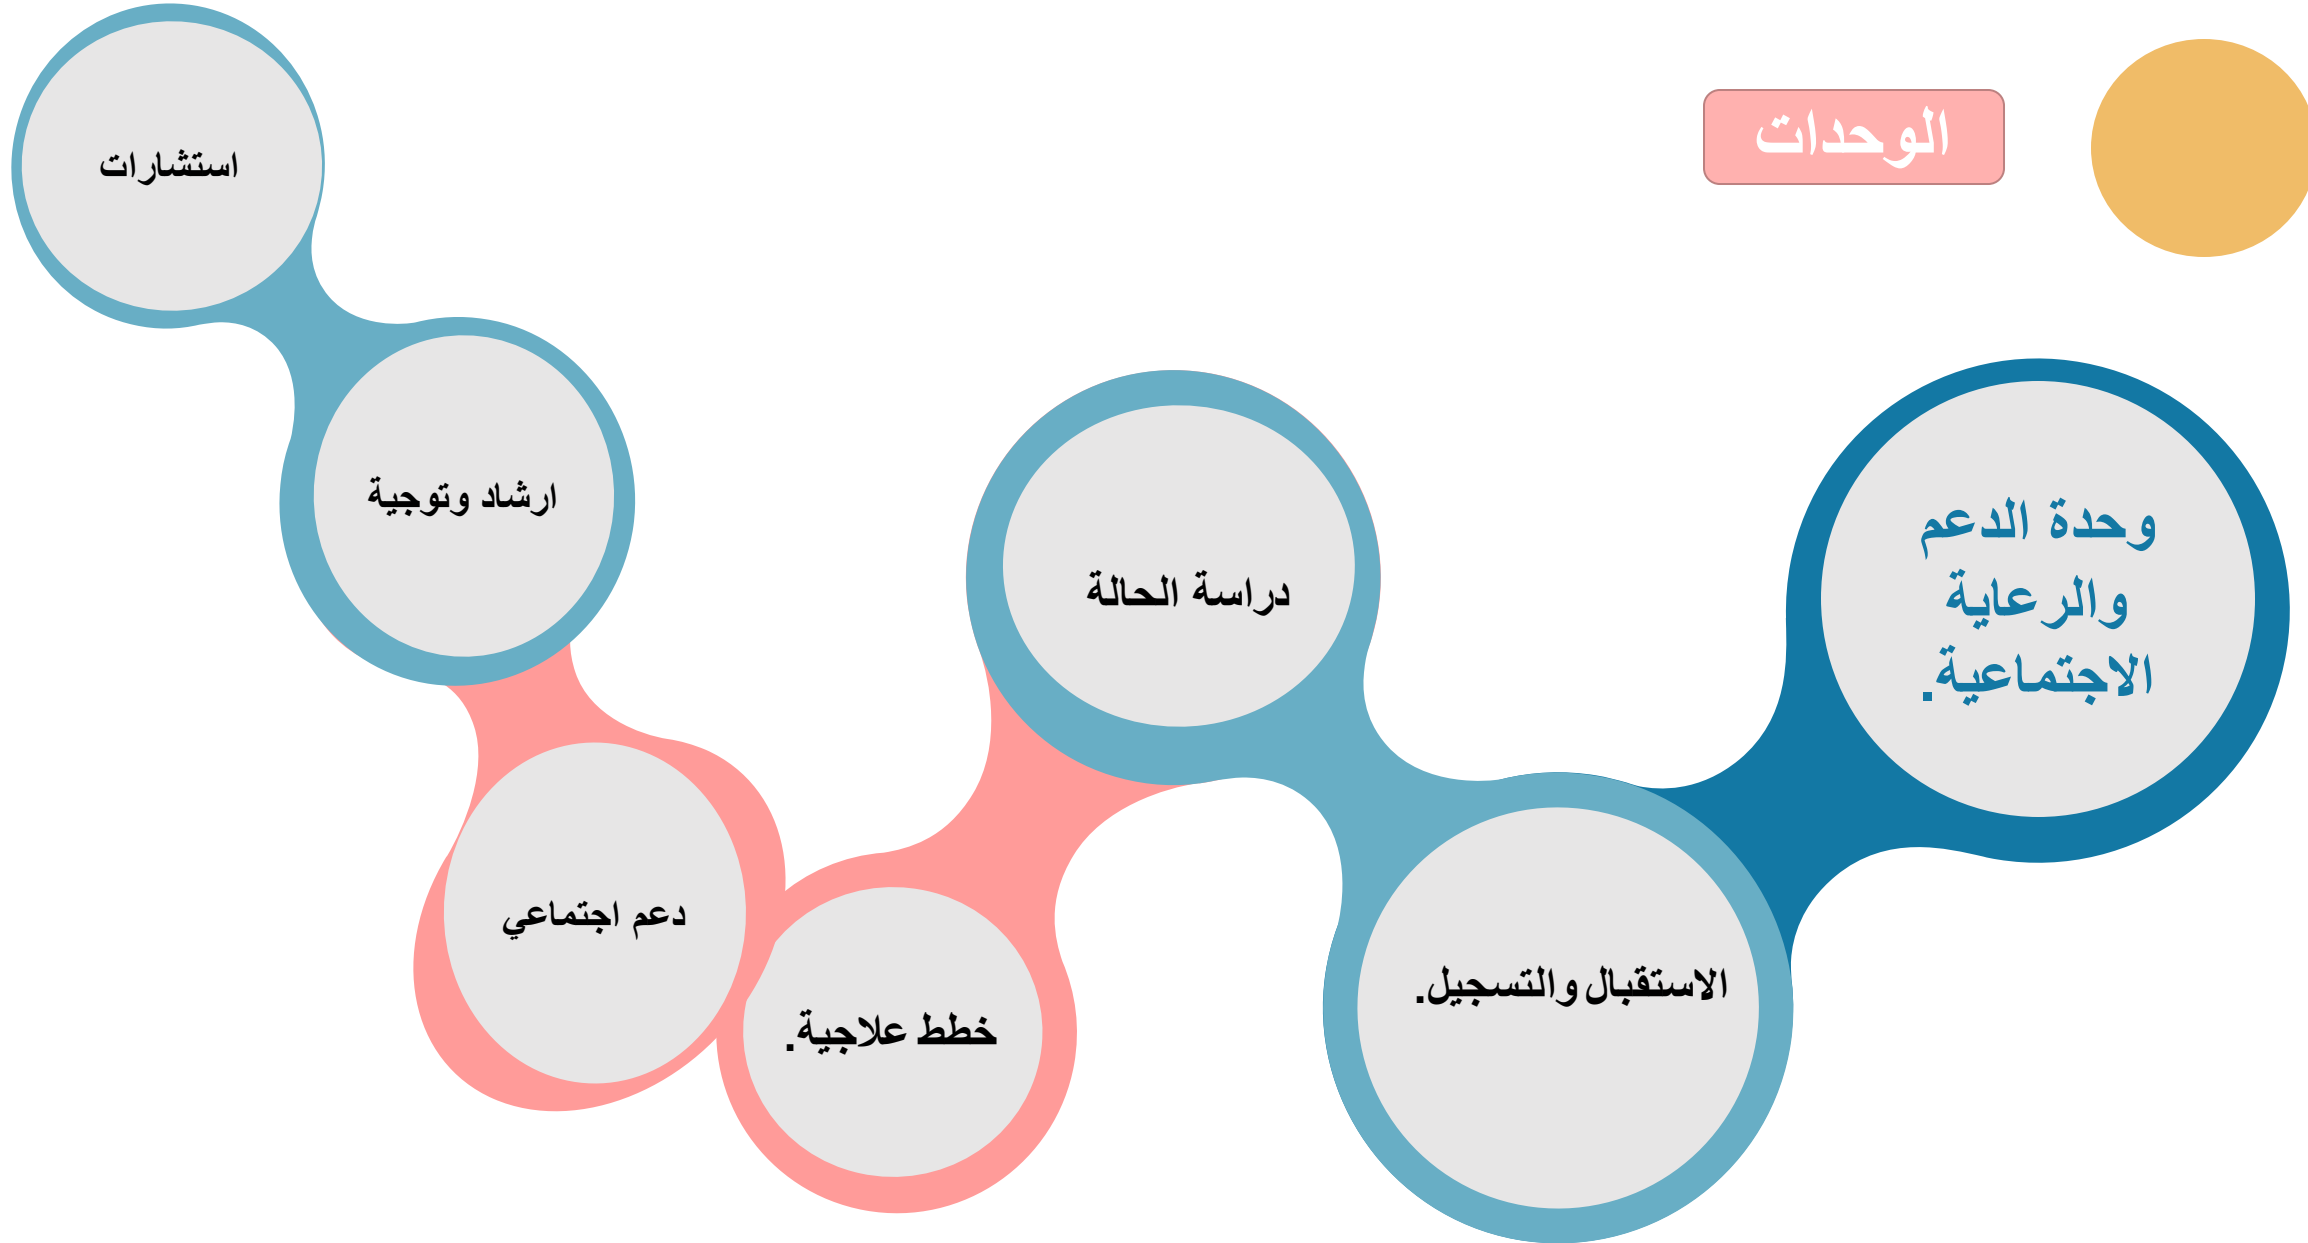 الوحدات
وحدة الدعم
والرعاية
الاجتماعية.
الاستقبال والتسجيل.
دراسة الحالة
خطط علاجية.
دعم اجتماعي
ارشاد وتوجية
استشارات